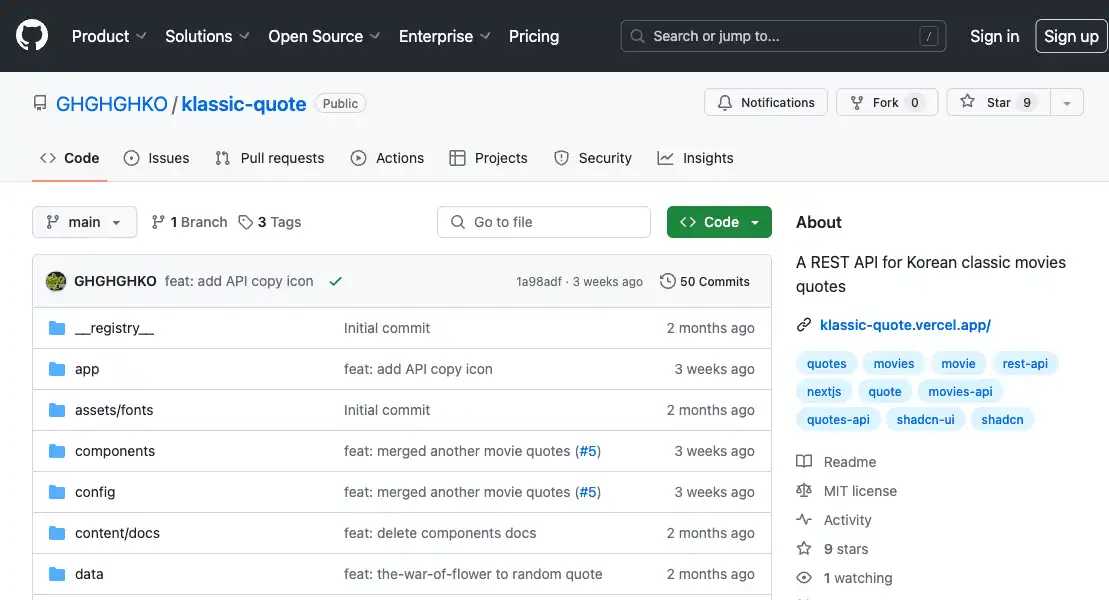 Product Solutions Open Source Enterprise Pricing Search or jump to... / Sign in Sign up
GHGHGHKO / klassic-quote Public Notifications Fork 0 Star 9
Code Issues Pull requests Actions Projects Security Insights
main 1 Branch 3 Tags Go to file Code
GHGHGHKO feat: add API copy icon 1a98adf · 3 weeks ago 50 Commits
__registry__ Initial commit 2 months ago
app feat: add API copy icon 3 weeks ago
assets/fonts Initial commit 2 months ago
components feat: merged another movie quotes (#5) 3 weeks ago
config feat: merged another movie quotes (#5) 3 weeks ago
content/docs feat: delete components docs 2 months ago
data feat: the-war-of-flower to random quote 2 months ago
About
A REST API for Korean classic movies
quotes
klassic-quote.vercel.app/
quotes movies movie rest-api
nextjs quote movies-api
quotes-api shadcn-ui shadcn
Readme
MIT license
Activity
9 stars
1 watching